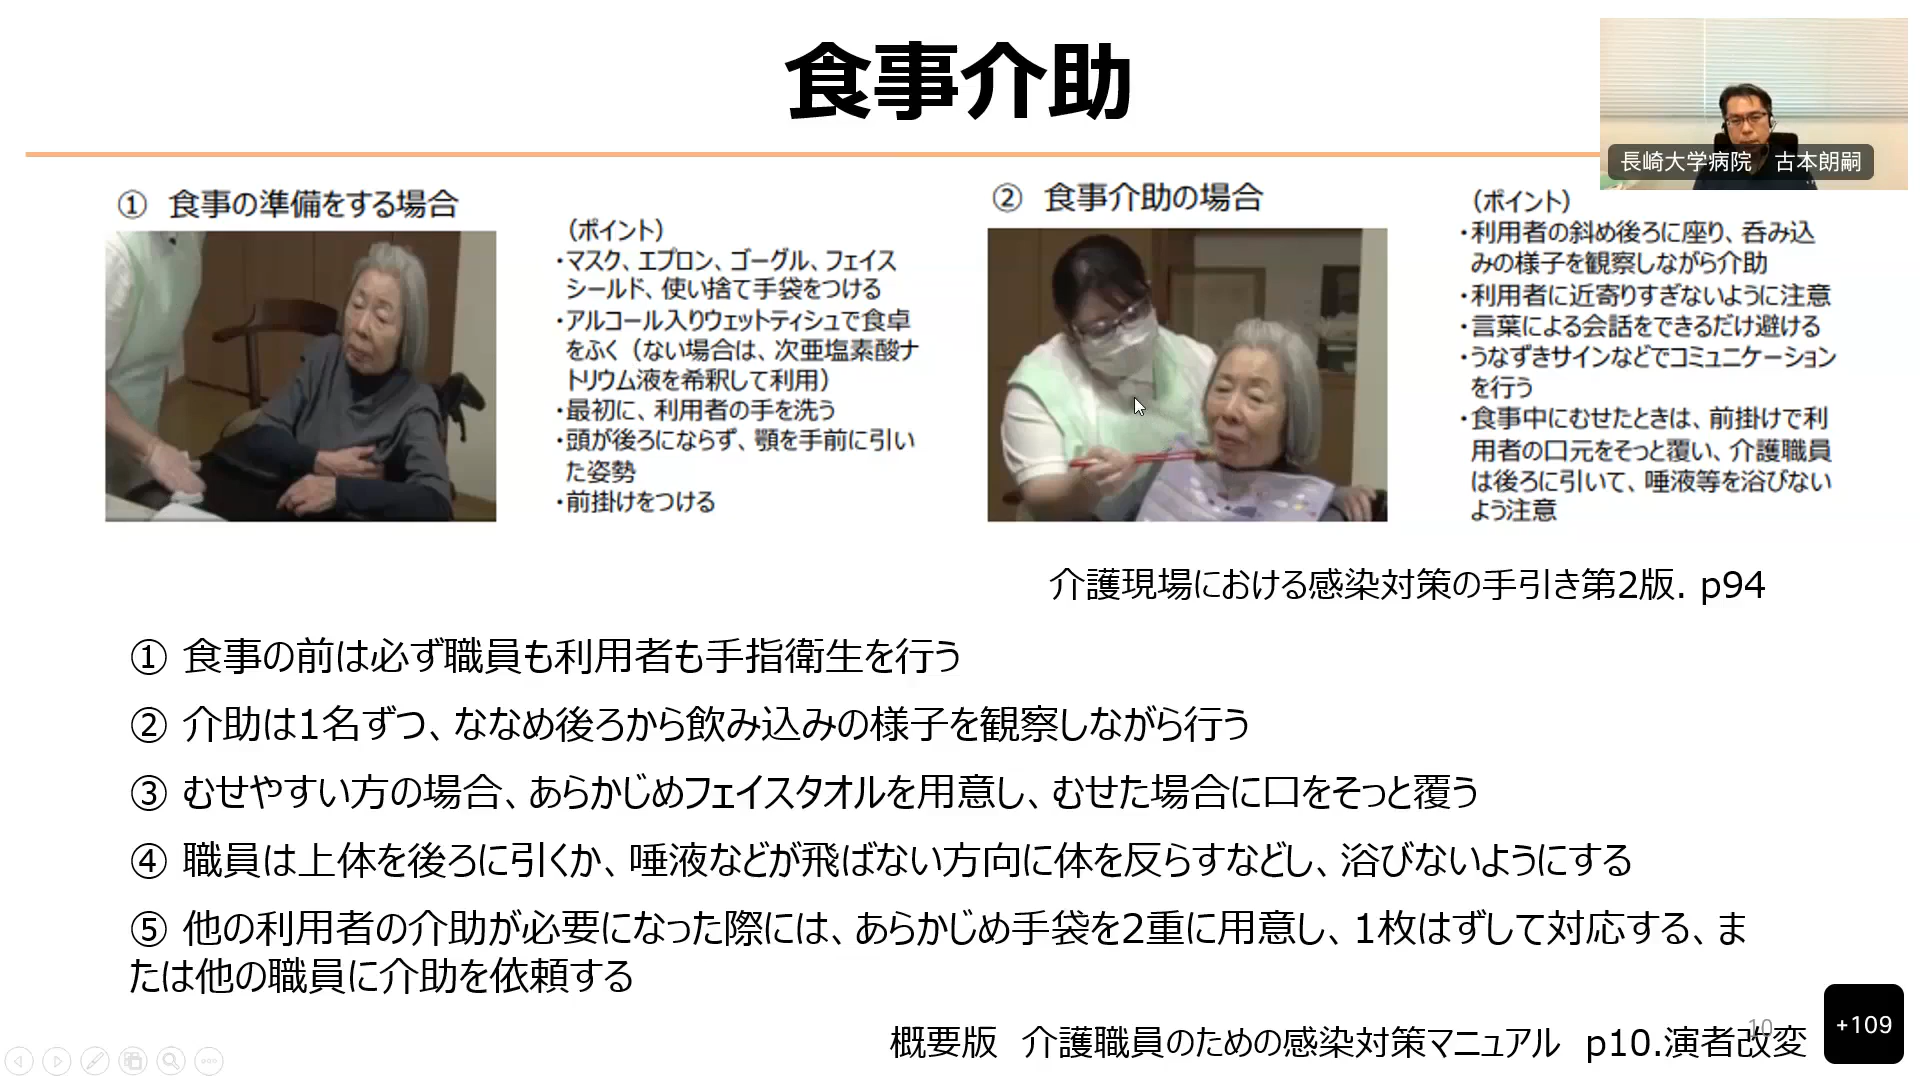 食事介助
長崎大学病院　古本朗嗣
①　食事の準備をする場合
（ポイント）
・マスク、エプロン、ゴーグル、フェイス
シールド、使い捨て手袋をつける
・アルコール入りウェットティシュで食卓
をふく（ない場合は、次亜塩素酸ナ
トリウム液を希釈して利用）
・最初に、利用者の手を洗う
・頭が後ろにならず、顎を手前に引い
た姿勢
・前掛けをつける
②　食事介助の場合
（ポイント）
・利用者の斜め後ろに座り、呑み込
みの様子を観察しながら介助
・利用者に近寄りすぎないように注意
・言葉による会話をできるだけ避ける
・うなずきサインなどでコミュニケーション
を行う
・食事中にむせたときは、前掛けで利
用者の口元をそっと覆い、介護職員
は後ろに引いて、唾液等を浴びない
よう注意
介護現場における感染対策の手引き第2版. p94
① 食事の前は必ず職員も利用者も手指衛生を行う
② 介助は1名ずつ、ななめ後ろから飲み込みの様子を観察しながら行う
③ むせやすい方の場合、あらかじめフェイスタオルを用意し、むせた場合に口をそっと覆う
④ 職員は上体を後ろに引くか、唾液などが飛ばない方向に体を反らすなどし、浴びないようにする
⑤ 他の利用者の介助が必要になった際には、あらかじめ手袋を2重に用意し、1枚はずして対応する、ま
たは他の職員に介助を依頼する
概要版　介護職員のための感染対策マニュアル　p10.演者改変
10
+109